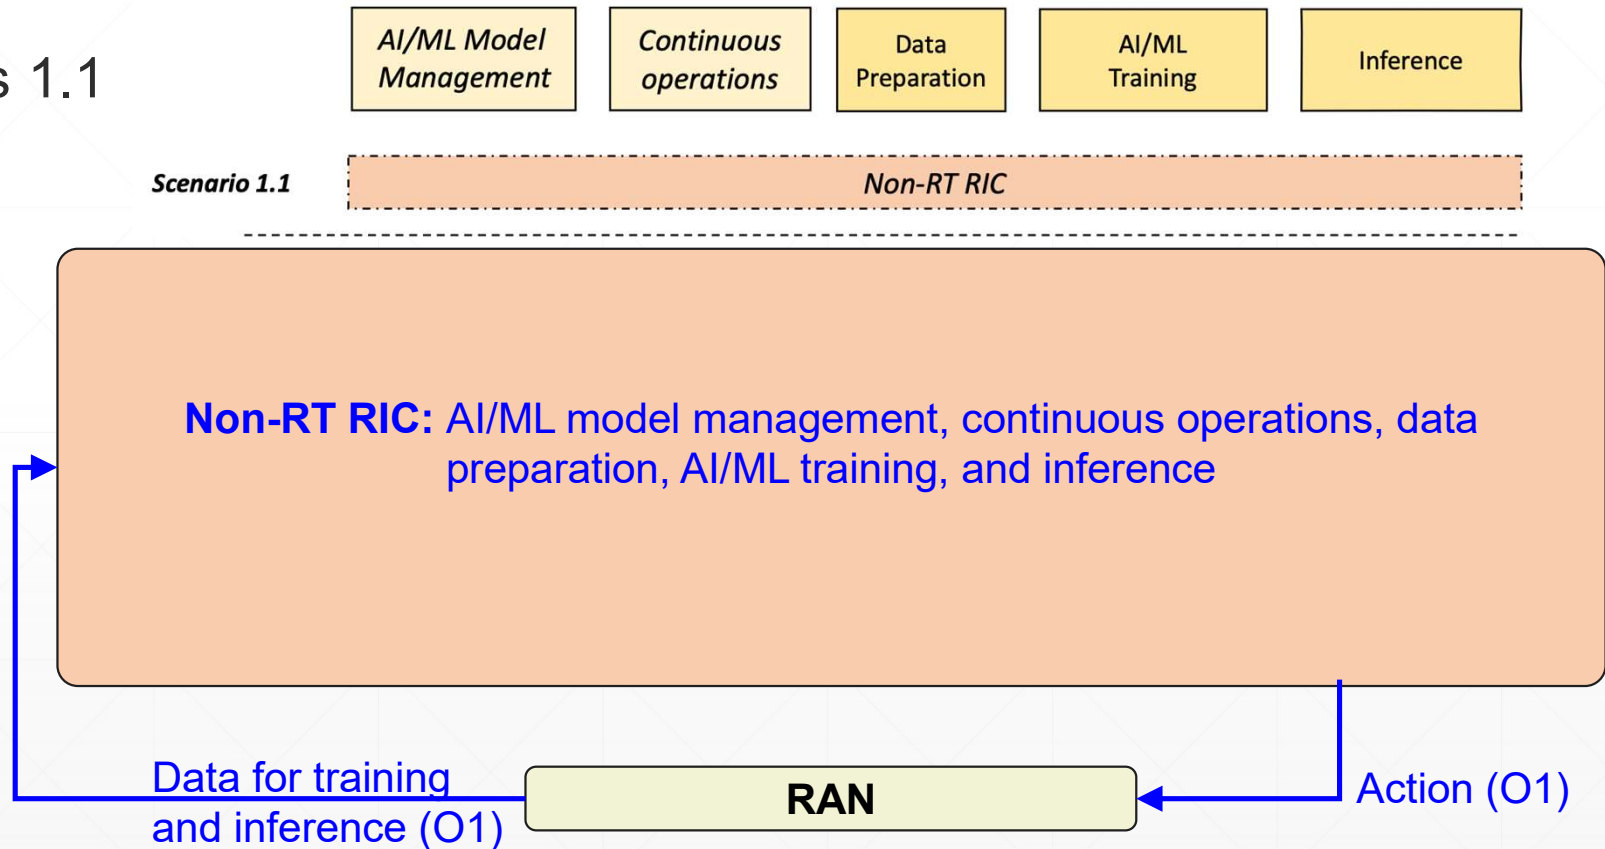 s 1.1
AI/ML Model
Management
Continuous
operations
Data
Preparation
AI/ML
Training
Inference
Scenario 1.1
Non-RT RIC
Non-RT RIC: AI/ML model management, continuous operations, data
preparation, AI/ML training, and inference
Data for training
and inference (O1)
RAN
Action (O1)